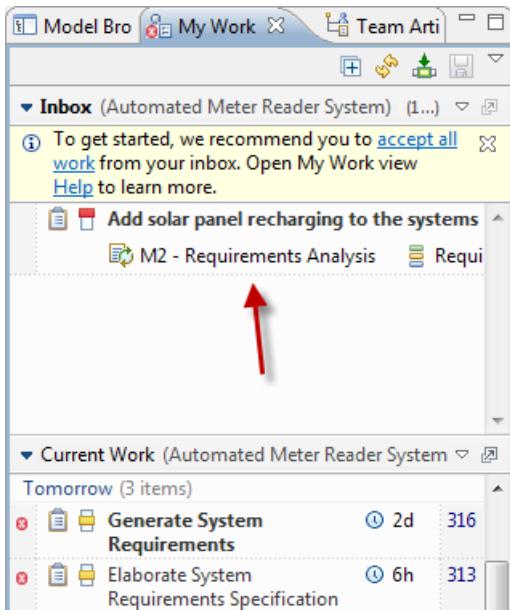 Model Bro My Work Team Arti
Inbox (Automated Meter Reader System) (1...)
To get started, we recommend you to accept all
work from your inbox. Open My Work view
Help to learn more.
Add solar panel recharging to the systems
M2 - Requirements Analysis Requi
Current Work (Automated Meter Reader System
Tomorrow (3 items)
Generate System 2d 316
Requirements
Elaborate System 6h 313
Requirements Specification